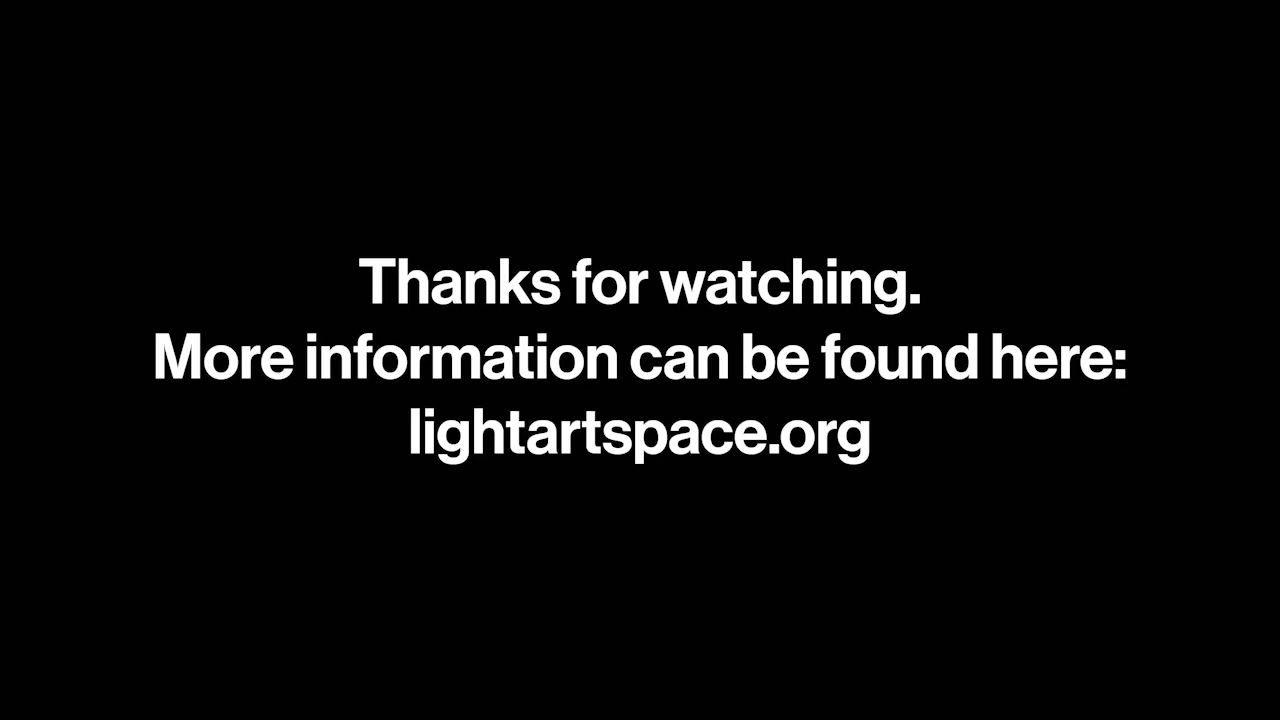 Thanks for watching.
More information can be found here:
lightartspace.org